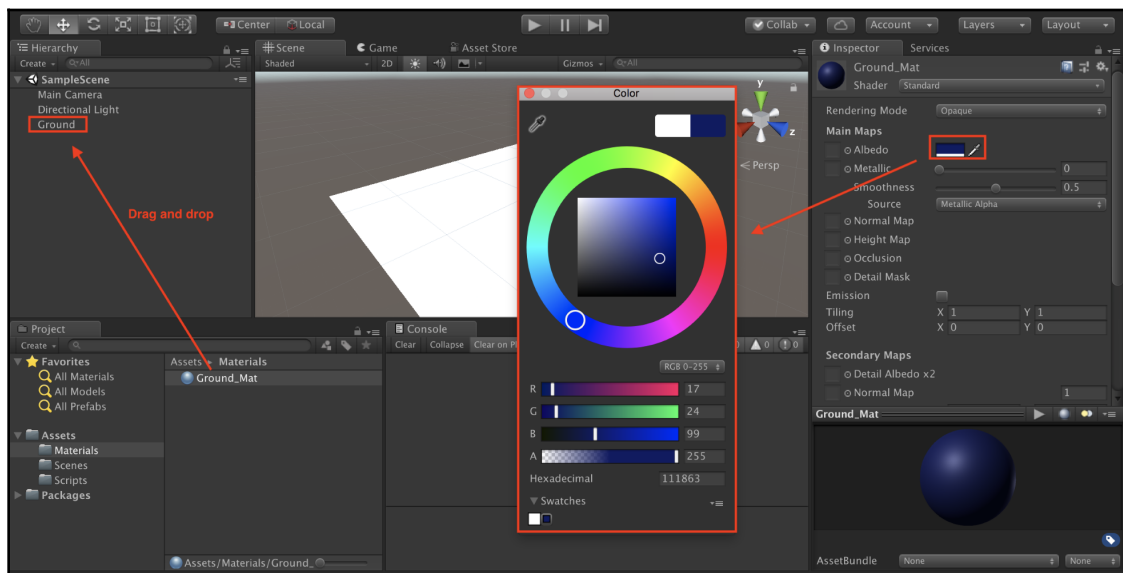 Center Local
Collab
Account
Layers
Layout
Hierarchy
Create All
SampleScene
Main Camera
Directional Light
Ground
Drag and drop
Scene Game Asset Store
Shaded 2D Gizmos All
y
z
Persp
Color
RGB 0-255
R 17
G 24
B 99
A 255
Hexadecimal 111863
Swatches
Inspector Services
Ground_Mat
Shader Standard
Rendering Mode Opaque
Main Maps
Albedo
Metallic 0
Smoothness 0.5
Source Metallic Alpha
Normal Map
Height Map
Occlusion
Detail Mask
Emission
Tiling X 1 Y 1
Offset X 0 Y 0
Secondary Maps
Detail Albedo x2
Normal Map 1
Ground_Mat
AssetBundle None None
Project
Create
Favorites
All Materials
All Models
All Prefabs
Assets
Materials
Scenes
Scripts
Packages
Assets Materials
Ground_Mat
Assets/Materials/Ground_
Console
Clear Collapse Clear on
0 0